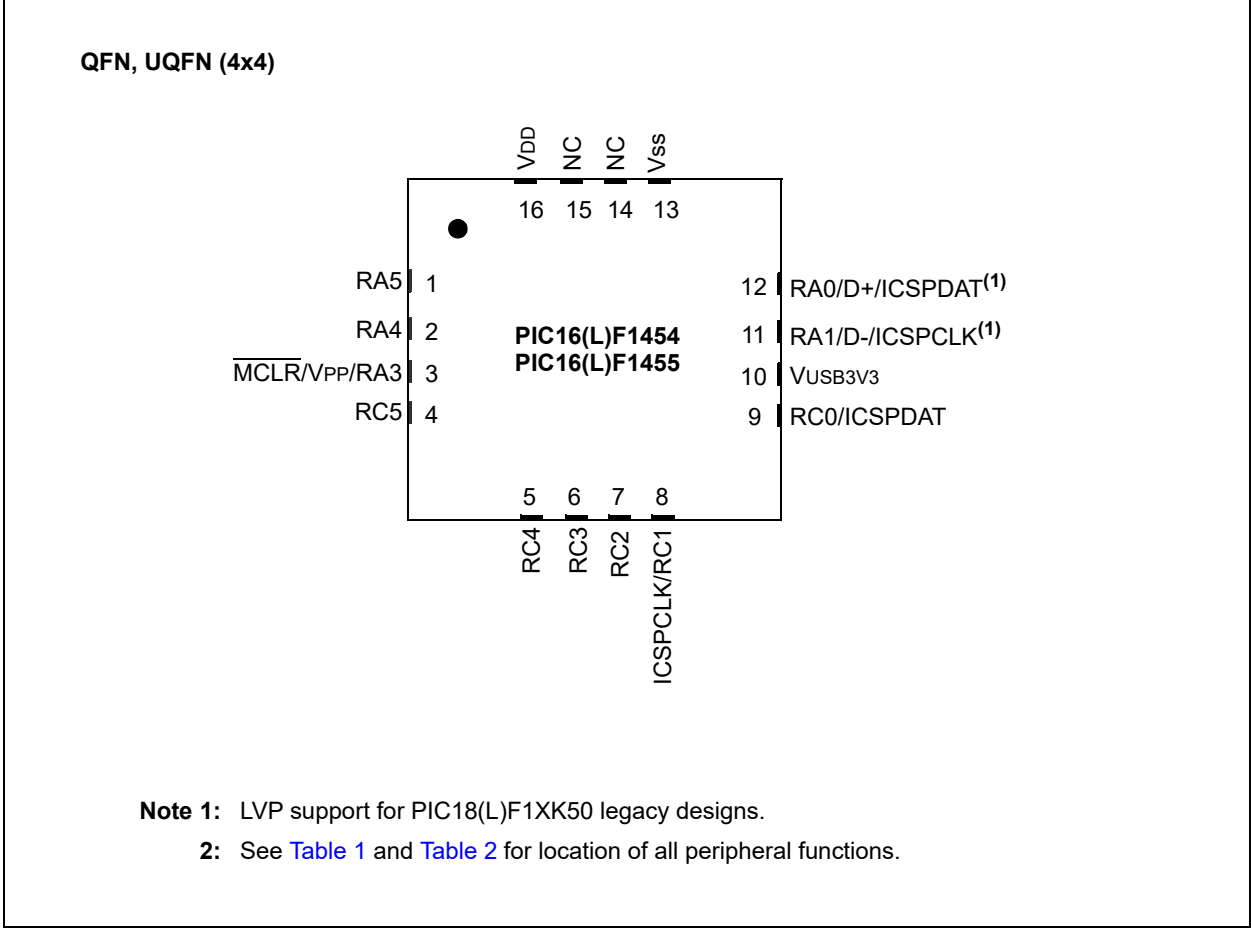 QFN, UQFN (4x4)
VDD
NC
NC
Vss
16 15 14 13
RA5 1
RA4 2
MCLR/VPP/RA3 3
RC5 4
PIC16(L)F1454
PIC16(L)F1455
12 RA0/D+/ICSPDAT(1)
11 RA1/D-/ICSPCLK(1)
10 VUSB3V3
9 RC0/ICSPDAT
5 6 7 8
RC4
RC3
RC2
ICSPCLK/RC1
Note 1: LVP support for PIC18(L)F1XK50 legacy designs.
2: See Table 1 and Table 2 for location of all peripheral functions.